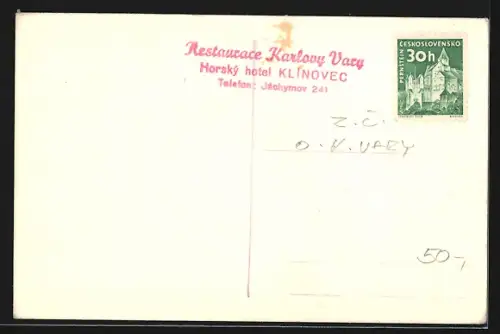 Restaurace Karlovy Vary
Horský hotel KLÍNOVEC
Telefon: Jáchymov 241
ČESKOSLOVENSKO
30h
PERNŠTEJN
Z.Č.
O. K. VARY
50,-